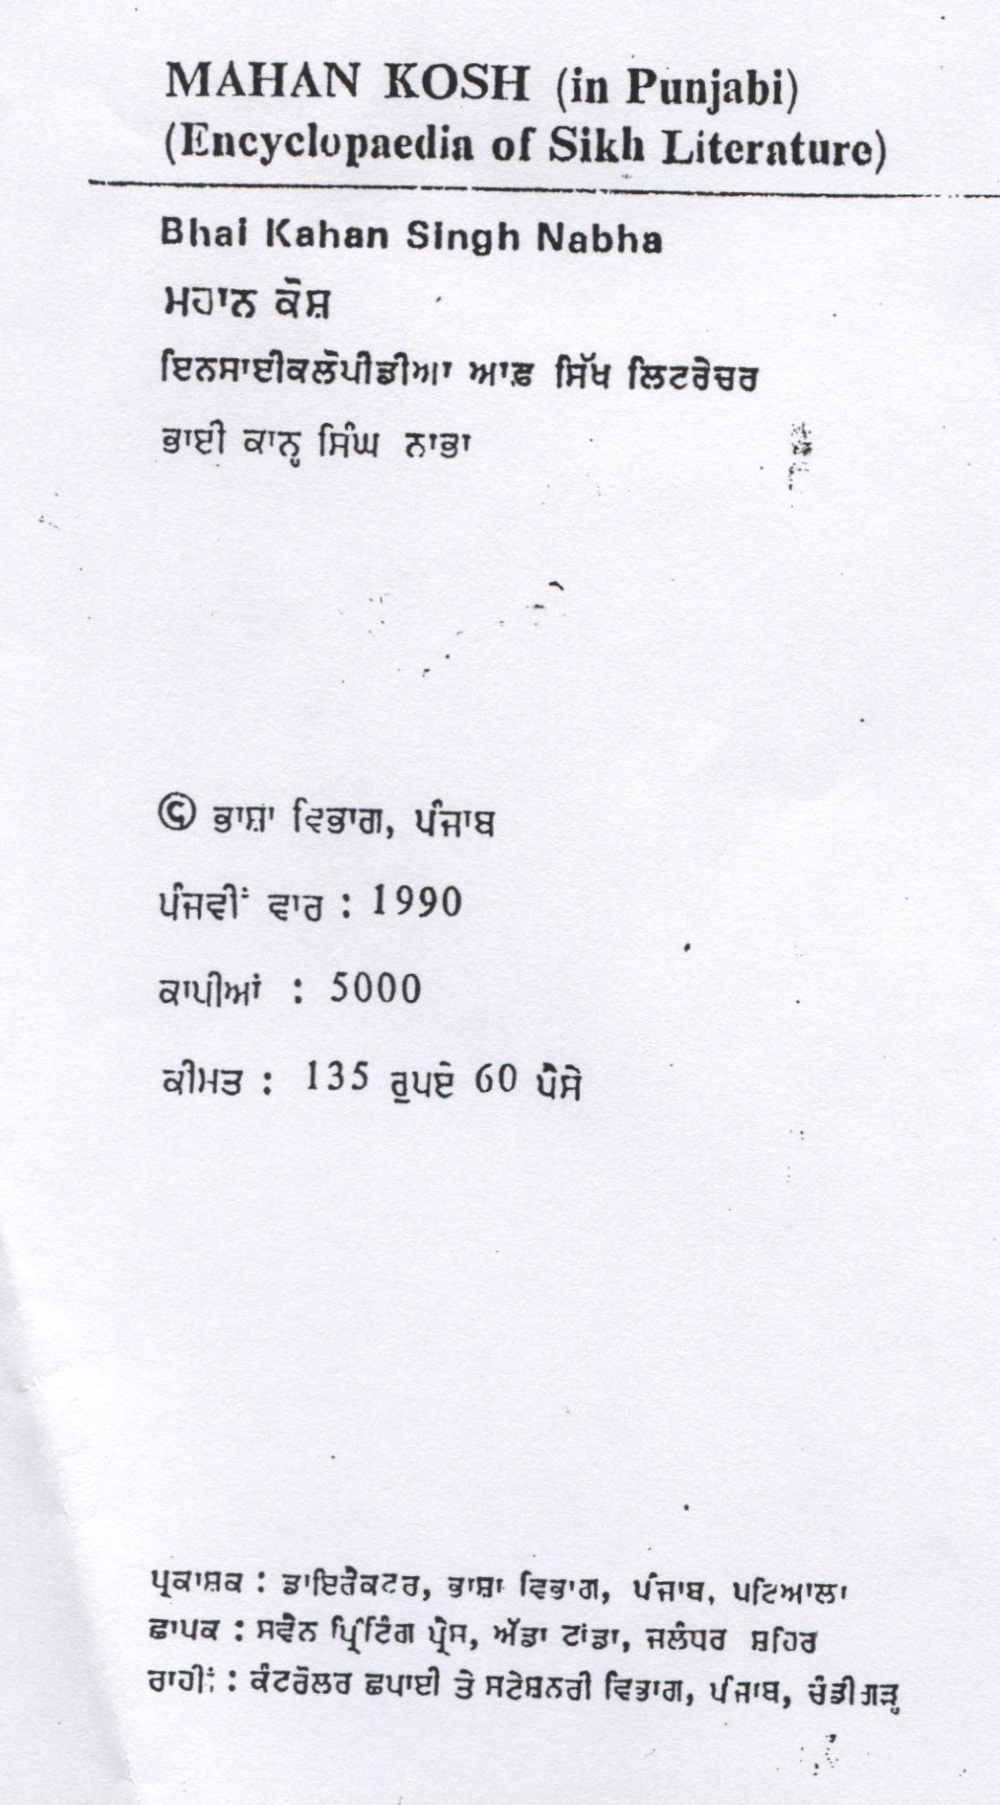 MAHAN KOSH (in Punjabi)
(Encyclopaedia of Sikh Literature)
Bhai Kahan Singh Nabha
ਮਹਾਨ ਕੋਸ਼
ਇਨਸਾਈਕਲੋਪੀਡੀਆ ਆਫ਼ ਸਿੱਖ ਲਿਟਰੇਚਰ
ਭਾਈ ਕਾਨ੍ਹ ਸਿੰਘ ਨਾਭਾ
© ਭਾਸ਼ਾ ਵਿਭਾਗ, ਪੰਜਾਬ
ਪੰਜਵੀਂ ਵਾਰ : 1990
ਕਾਪੀਆਂ : 5000
ਕੀਮਤ : 135 ਰੁਪਏ 60 ਪੈਸੇ
ਪ੍ਰਕਾਸ਼ਕ : ਡਾਇਰੈਕਟਰ, ਭਾਸ਼ਾ ਵਿਭਾਗ, ਪੰਜਾਬ, ਪਟਿਆਲਾ
ਛਾਪਕ : ਸਵੈਨ ਪ੍ਰਿੰਟਿੰਗ ਪ੍ਰੈਸ, ਅੱਡਾ ਟਾਂਡਾ, ਜਲੰਧਰ ਸ਼ਹਿਰ
ਰਾਹੀਂ : ਕੰਟਰੋਲਰ ਛਪਾਈ ਤੇ ਸਟੇਸ਼ਨਰੀ ਵਿਭਾਗ, ਪੰਜਾਬ, ਚੰਡੀਗੜ੍ਹ